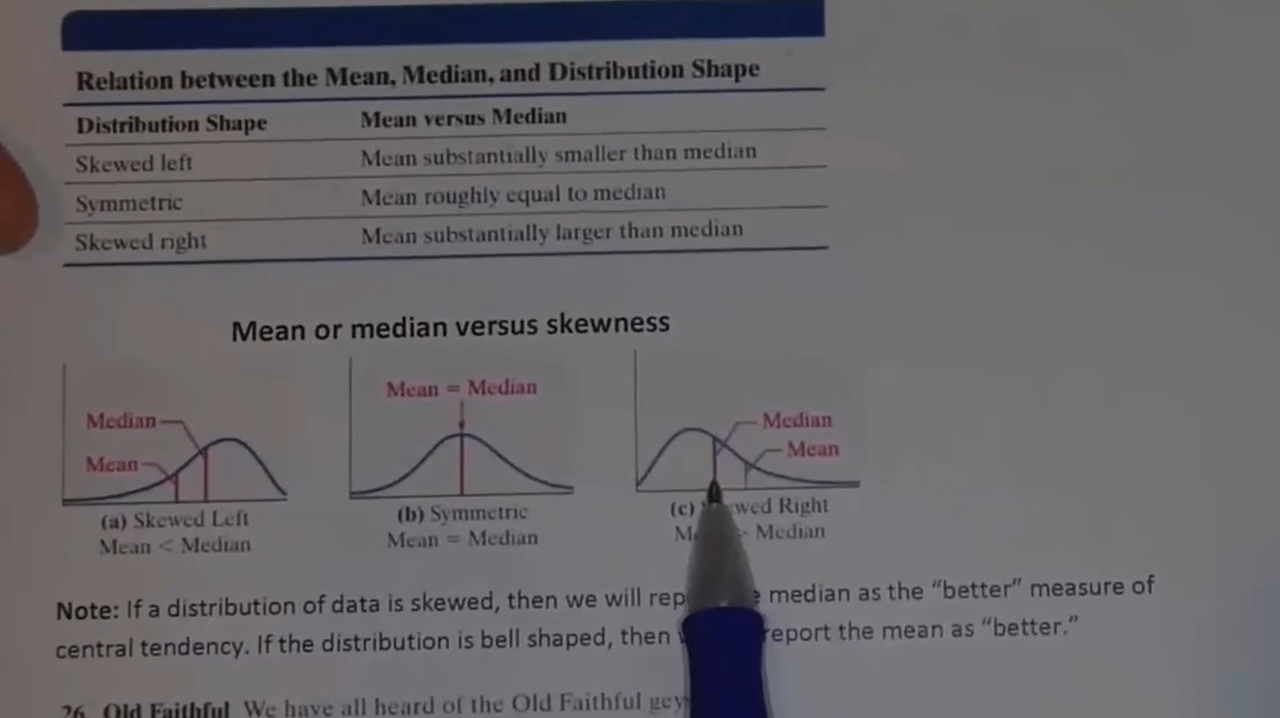 Relation between the Mean, Median, and Distribution Shape
Distribution Shape Mean versus Median
Skewed left Mean substantially smaller than median
Symmetric Mean roughly equal to median
Skewed right Mean substantially larger than median
Mean or median versus skewness
Median
Mean
(a) Skewed Left
Mean < Median
Mean = Median
(b) Symmetric
Mean = Median
Median
Mean
(c) Right
Median
Note: If a distribution of data is skewed, then we will median as the “better” measure of
central tendency. If the distribution is bell shaped, then report the mean as “better.”
26. Old Faithful We have all heard of the Old Faithful